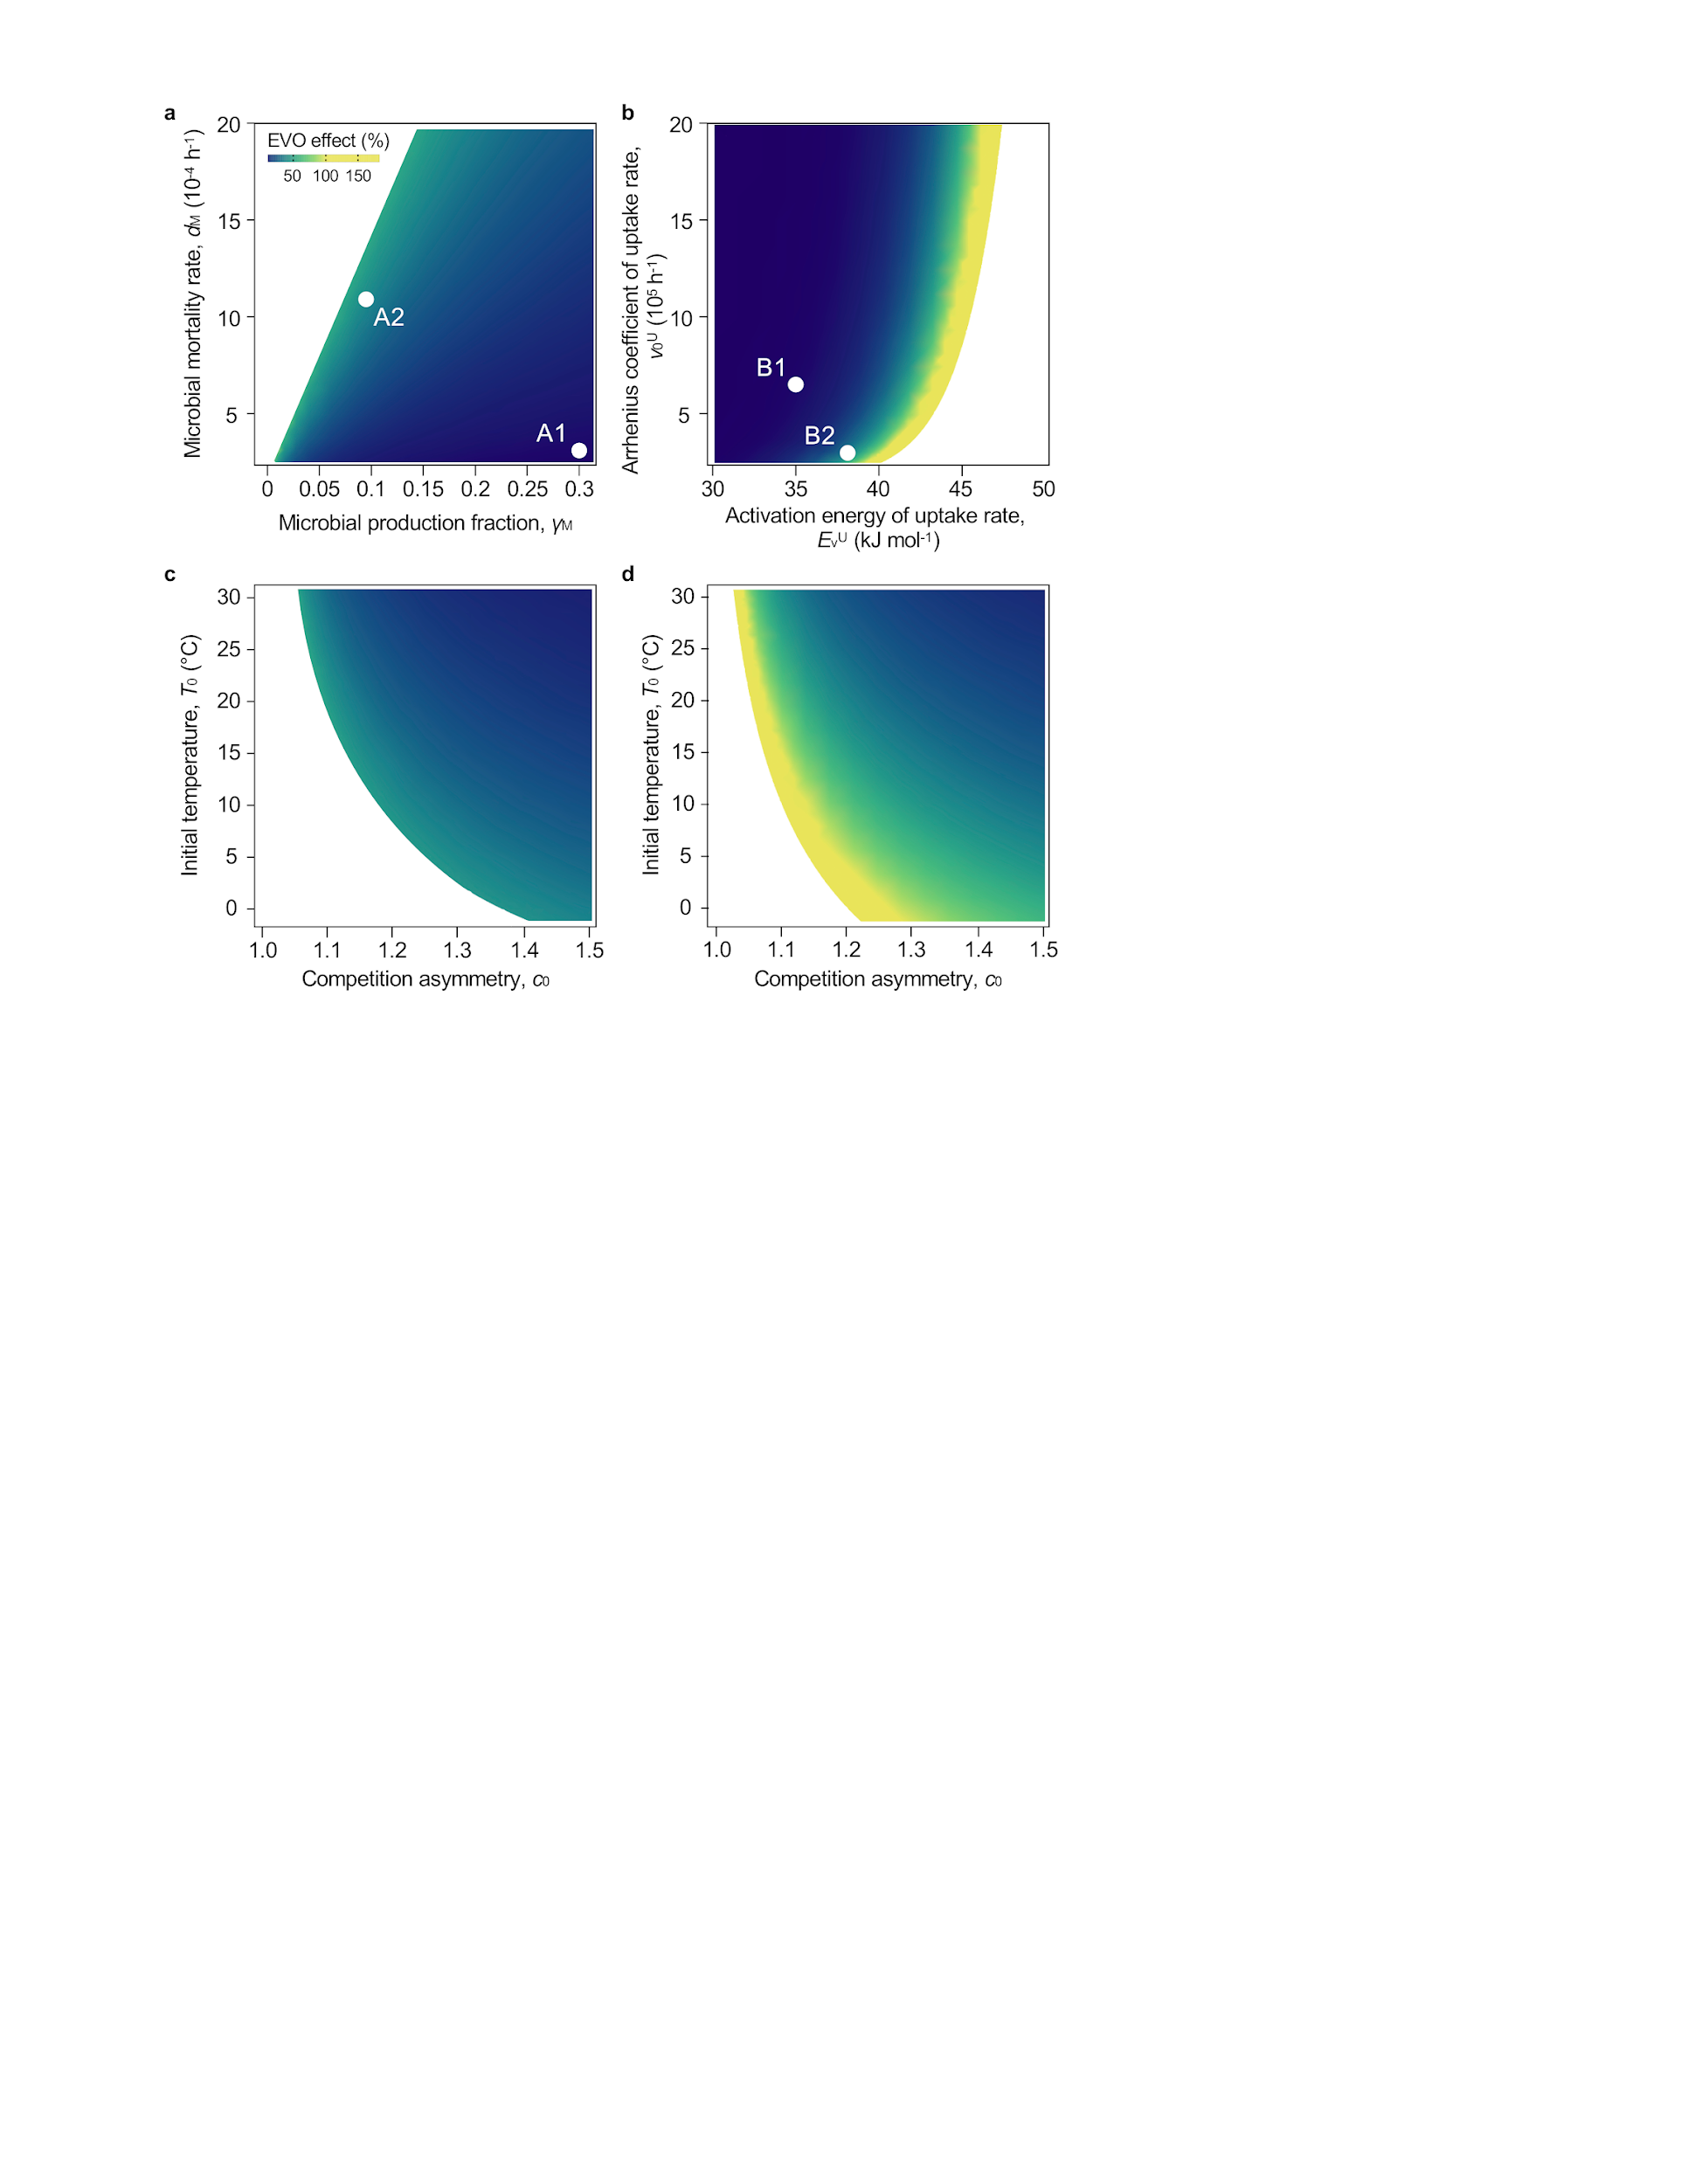 a
Microbial mortality rate, dM (10-4 h-1)
20
15
10
5
EVO effect (%)
50 100 150
A2
A1
0 0.05 0.1 0.15 0.2 0.25 0.3
Microbial production fraction, γM
b
Arrhenius coefficient of uptake rate,
v0U (105 h-1)
20
15
10
5
B1
B2
30 35 40 45 50
Activation energy of uptake rate,
EvU (kJ mol-1)
c
Initial temperature, T0 (°C)
30
25
20
15
10
5
0
1.0 1.1 1.2 1.3 1.4 1.5
Competition asymmetry, c0
d
Initial temperature, T0 (°C)
30
25
20
15
10
5
0
1.0 1.1 1.2 1.3 1.4 1.5
Competition asymmetry, c0